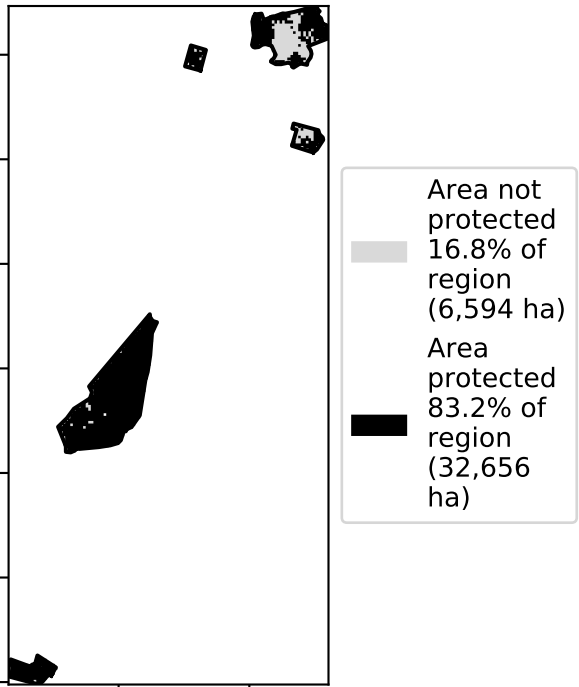 Area not
protected
16.8% of
region
(6,594 ha)
Area
protected
83.2% of
region
(32,656
ha)